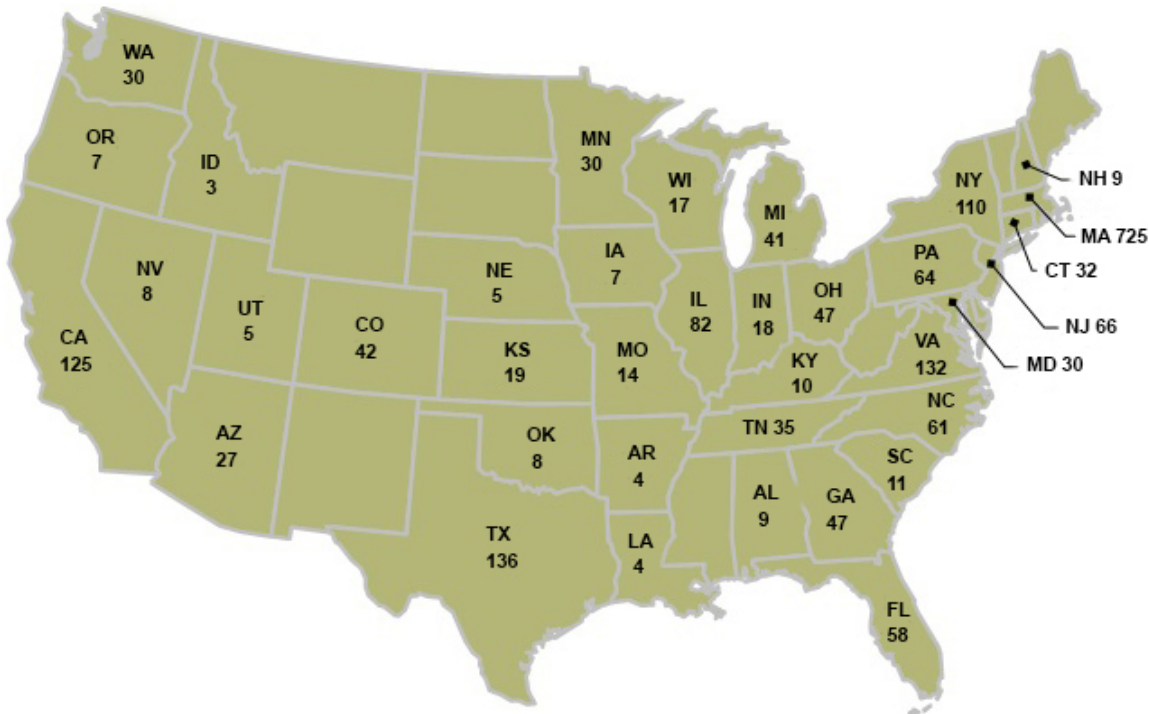 WA
30
OR
7
ID
3
MN
30
WI
17
MI
41
NY
110
NH 9
MA 725
CT 32
NJ 66
MD 30
NV
8
UT
5
CO
42
NE
5
IA
7
IL
82
IN
18
OH
47
PA
64
CA
125
KS
19
MO
14
KY
10
VA
132
AZ
27
OK
8
AR
4
TN 35
NC
61
SC
11
TX
136
LA
4
AL
9
GA
47
FL
58